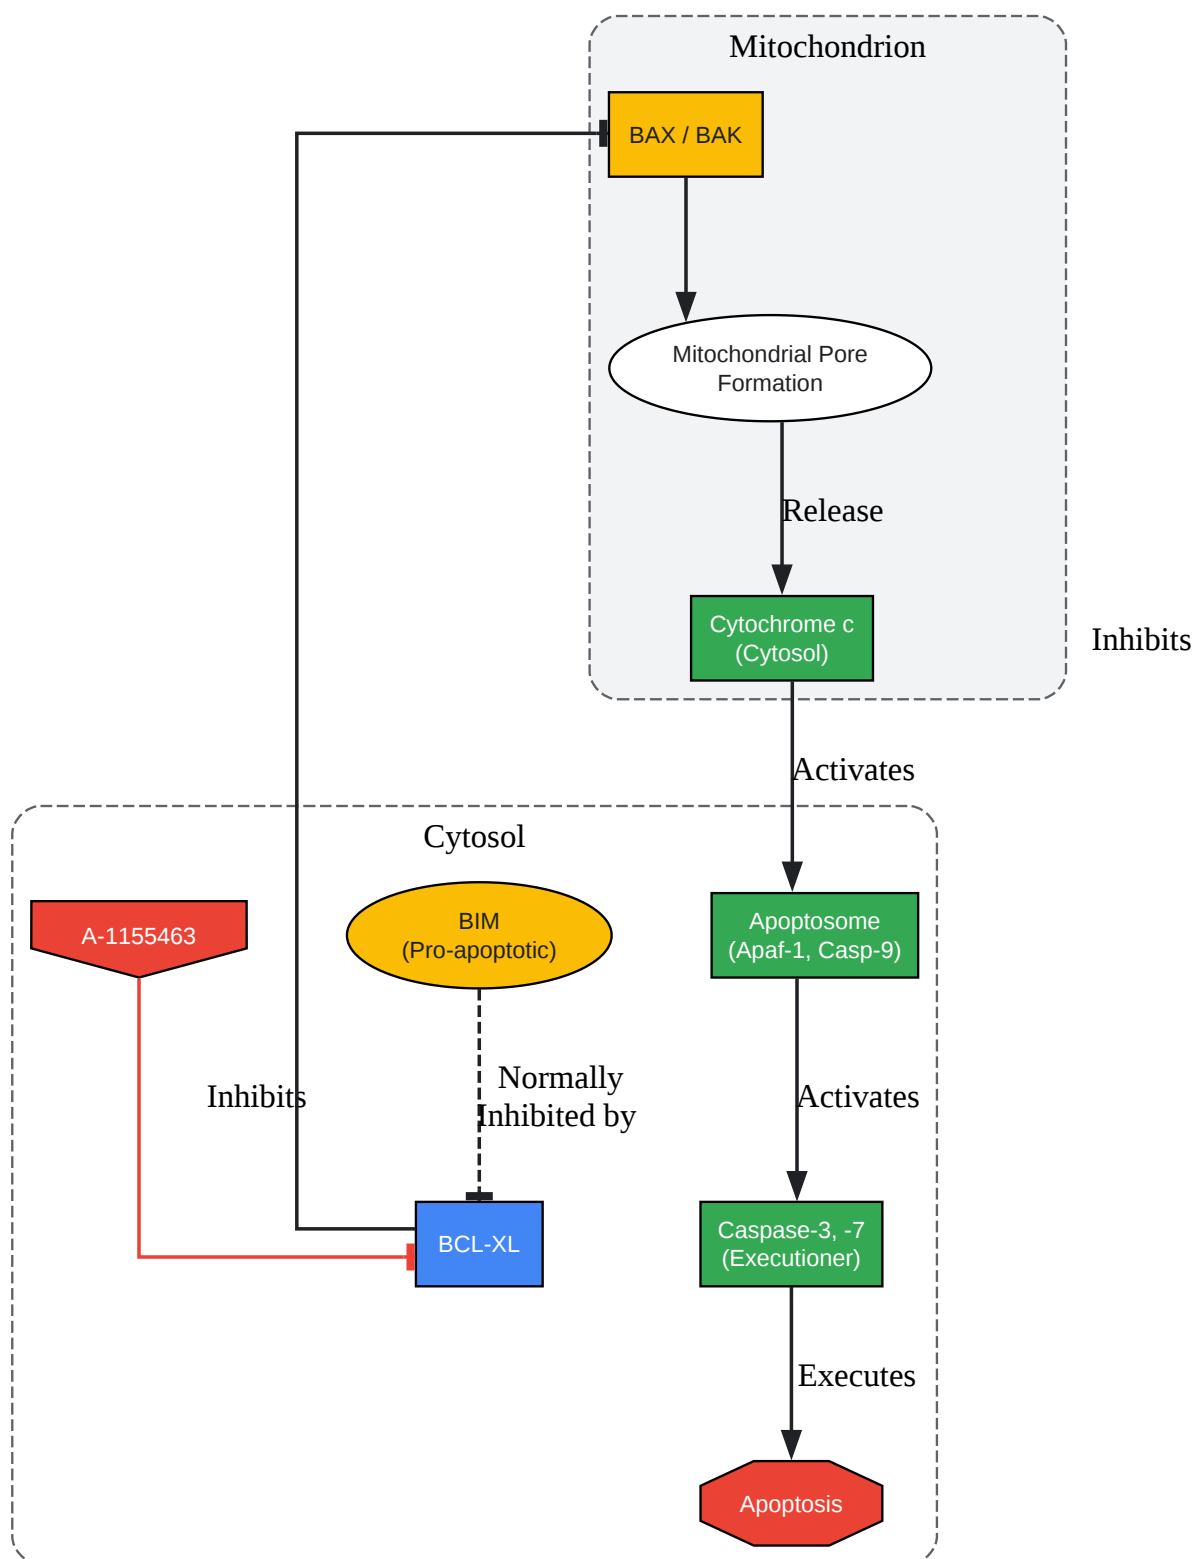 Mitochondrion
BAX / BAK
Mitochondrial Pore
Formation
Release
Cytochrome c
(Cytosol)
Inhibits
Activates
Cytosol
A-1155463
BIM
(Pro-apoptotic)
Apoptosome
(Apaf-1, Casp-9)
Inhibits
Normally
Inhibited by
Activates
BCL-XL
Caspase-3, -7
(Executioner)
Executes
Apoptosis